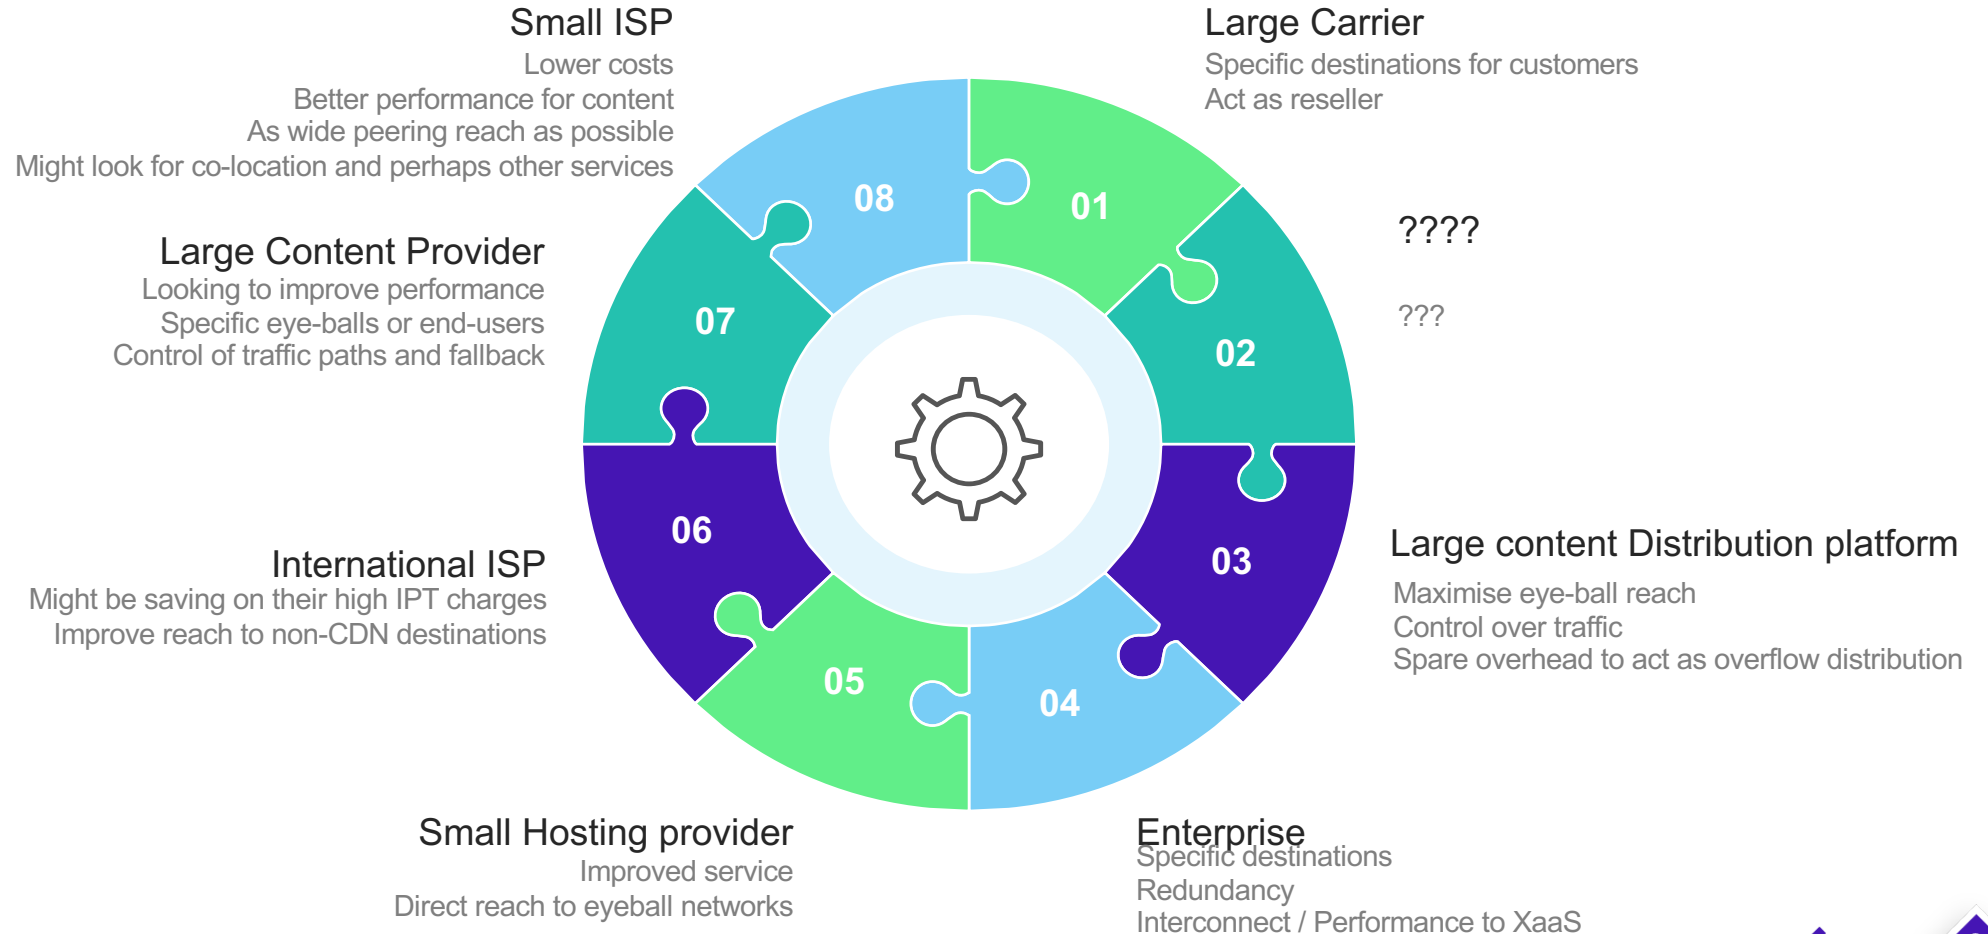 Small ISP
Lower costs
Better performance for content
As wide peering reach as possible
Might look for co-location and perhaps other services
Large Carrier
Specific destinations for customers
Act as reseller
08
01
????
???
Large Content Provider
Looking to improve performance
Specific eye-balls or end-users
Control of traffic paths and fallback
07
02
International ISP
Might be saving on their high IPT charges
Improve reach to non-CDN destinations
06
03
Large content Distribution platform
Maximise eye-ball reach
Control over traffic
Spare overhead to act as overflow distribution
05
04
Small Hosting provider
Improved service
Direct reach to eyeball networks
Enterprise
Specific destinations
Redundancy
Interconnect / Performance to XaaS